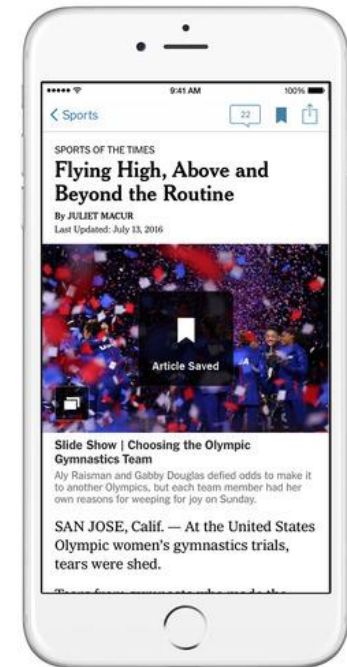 9:41 AM 100%
Sports 22
SPORTS OF THE TIMES
Flying High, Above and
Beyond the Routine
By JULIET MACUR
Last Updated: July 13, 2016
Article Saved
Slide Show | Choosing the Olympic
Gymnastics Team
Aly Raisman and Gabby Douglas defied odds to make it
to another Olympics, but each team member had her
own reasons for weeping for joy on Sunday.
SAN JOSE, Calif. — At the United States
Olympic women's gymnastics trials,
tears were shed.